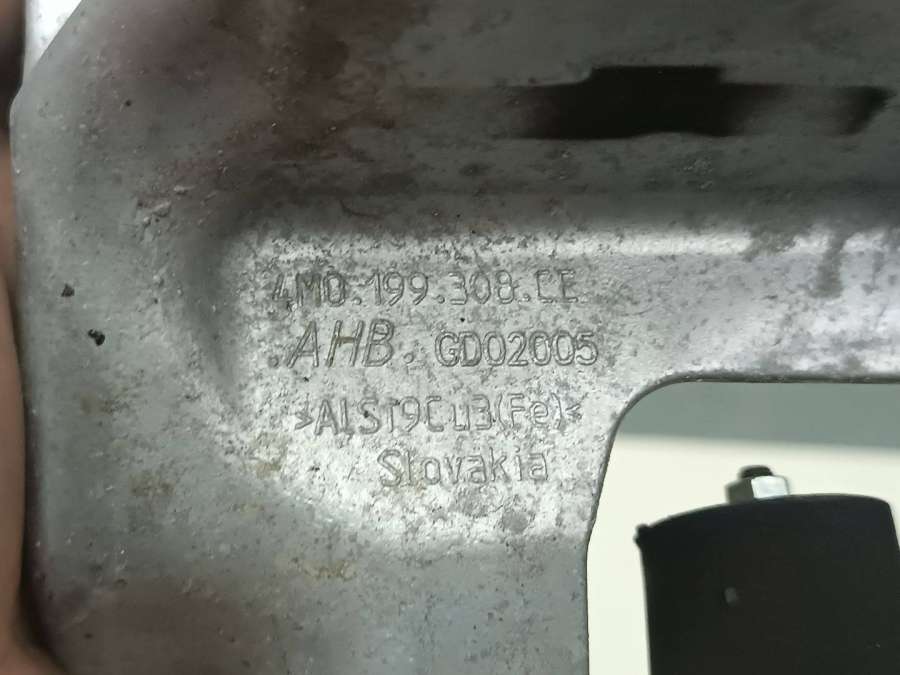 4M0.199.308.CE
.AHB. GD02005
>AlSi9Cu3(Fe)<
Slovakia